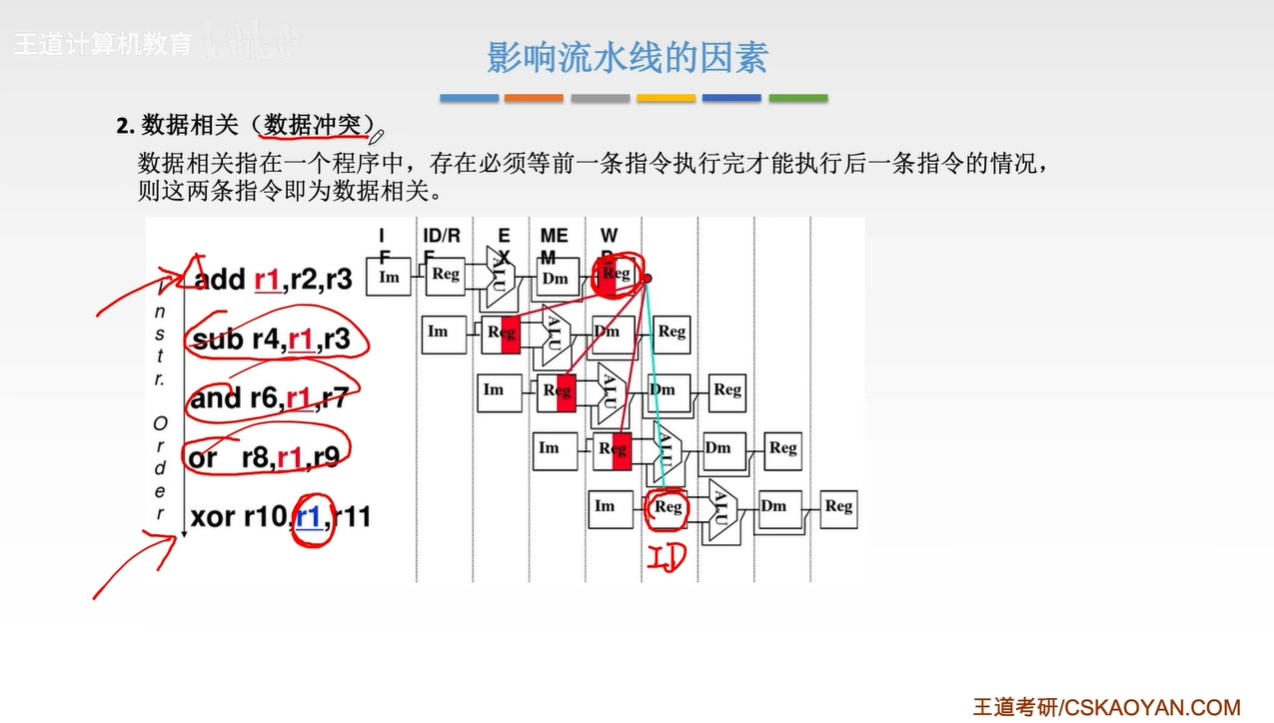 王道计算机教育
影响流水线的因素
2. 数据相关（数据冲突）
数据相关指在一个程序中，存在必须等前一条指令执行完才能执行后一条指令的情况，
则这两条指令即为数据相关。
I ID/R E ME W
F F X M
Instr. Order
add r1,r2,r3 Im Reg ALU Dm Reg
sub r4,r1,r3 Im Reg ALU Dm Reg
and r6,r1,r7 Im Reg ALU Dm Reg
or r8,r1,r9 Im Reg ALU Dm Reg
xor r10,r1,r11 Im Reg ALU Dm Reg
ID
王道考研/CSKAOYAN.COM